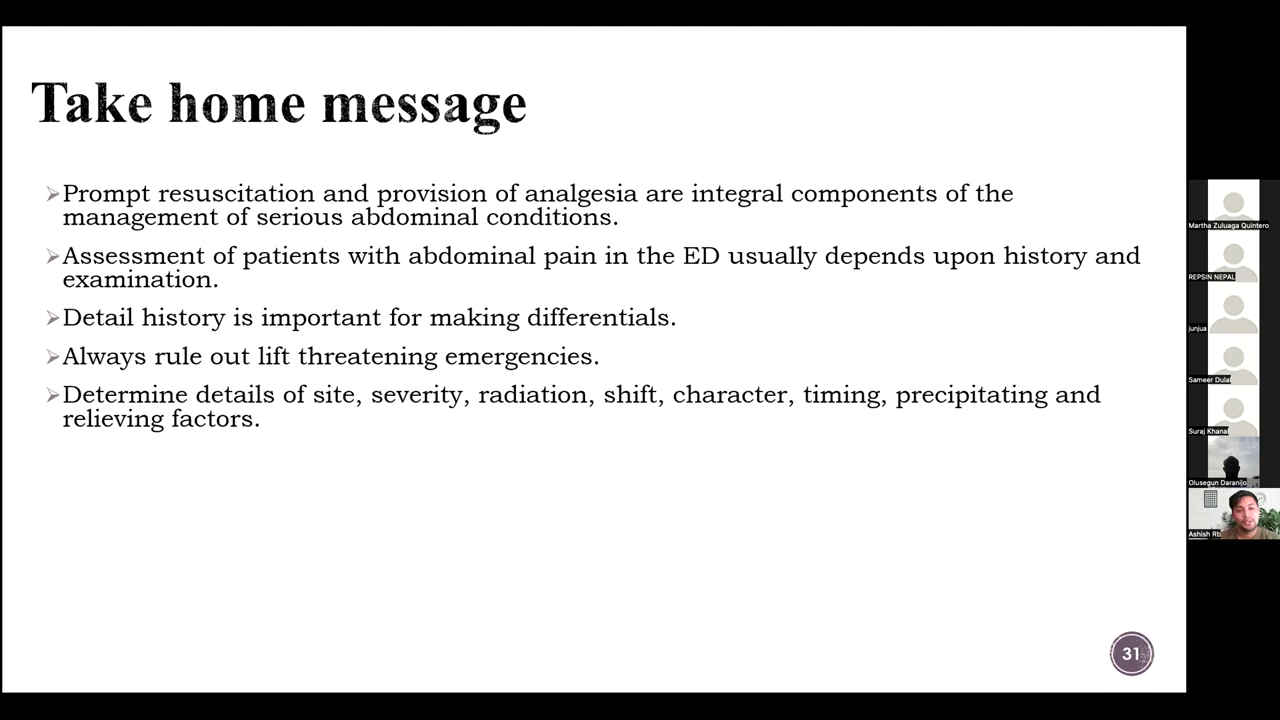 Take home message
Prompt resuscitation and provision of analgesia are integral components of the
management of serious abdominal conditions.
Assessment of patients with abdominal pain in the ED usually depends upon history and
examination.
Detail history is important for making differentials.
Always rule out lift threatening emergencies.
Determine details of site, severity, radiation, shift, character, timing, precipitating and
relieving factors.
31
Martha Zuluaga Quintero
REPSIN NEPAL
junjua
Sameer Dulal
Suraj Khanal
Olusegun Daranijo
Ashish Rb